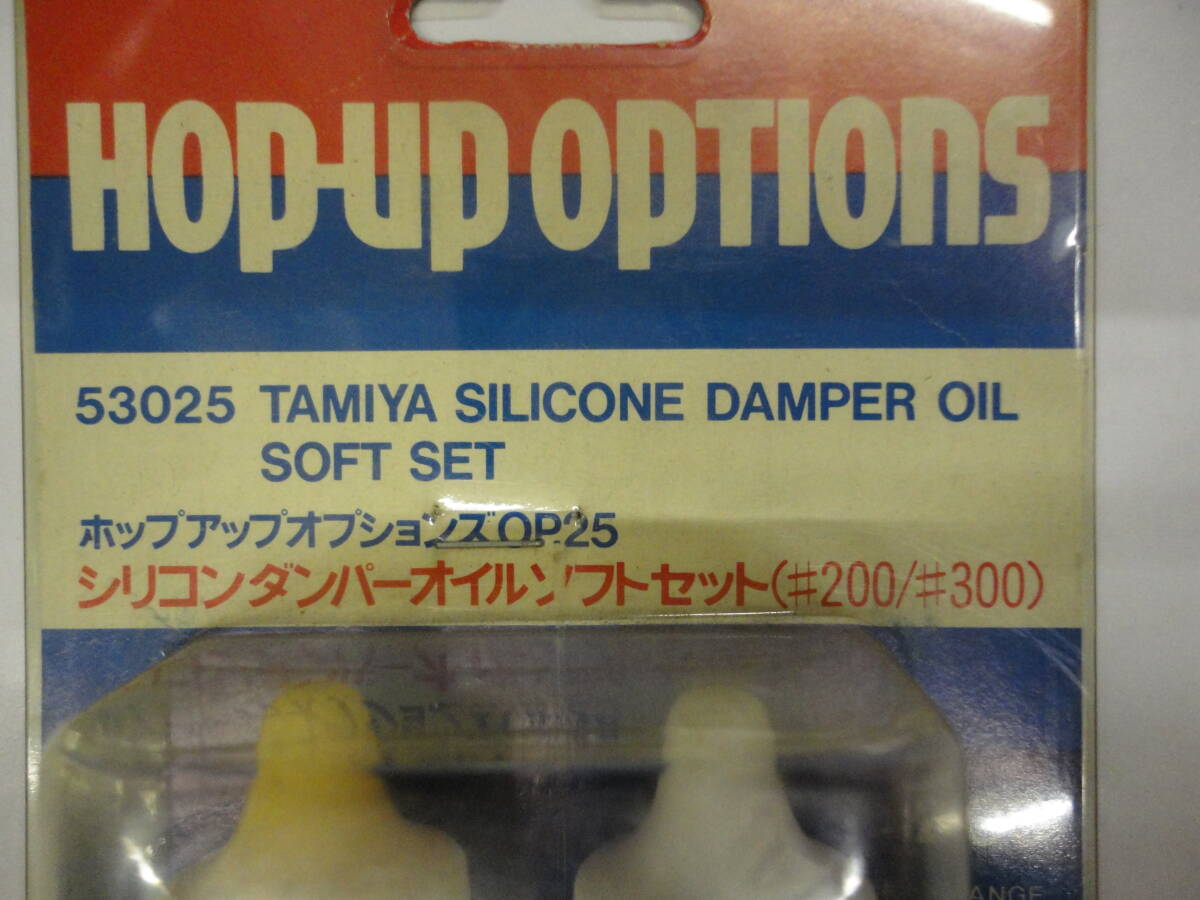 HOP-UP OPTIONS
53025 TAMIYA SILICONE DAMPER OIL
SOFT SET
ホップアップオプションズOP.25
シリコンダンパーオイルソフトセット(♯200/♯300)